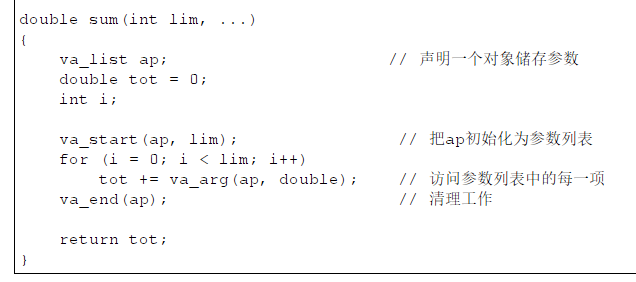 double sum(int lim, ...)
{
    va_list ap;                      // 声明一个对象储存参数
    double tot = 0;
    int i;
    va_start(ap, lim);                // 把ap初始化为参数列表
    for (i = 0; i < lim; i++)
        tot += va_arg(ap, double);    // 访问参数列表中的每一项
    va_end(ap);                       // 清理工作
    return tot;
}